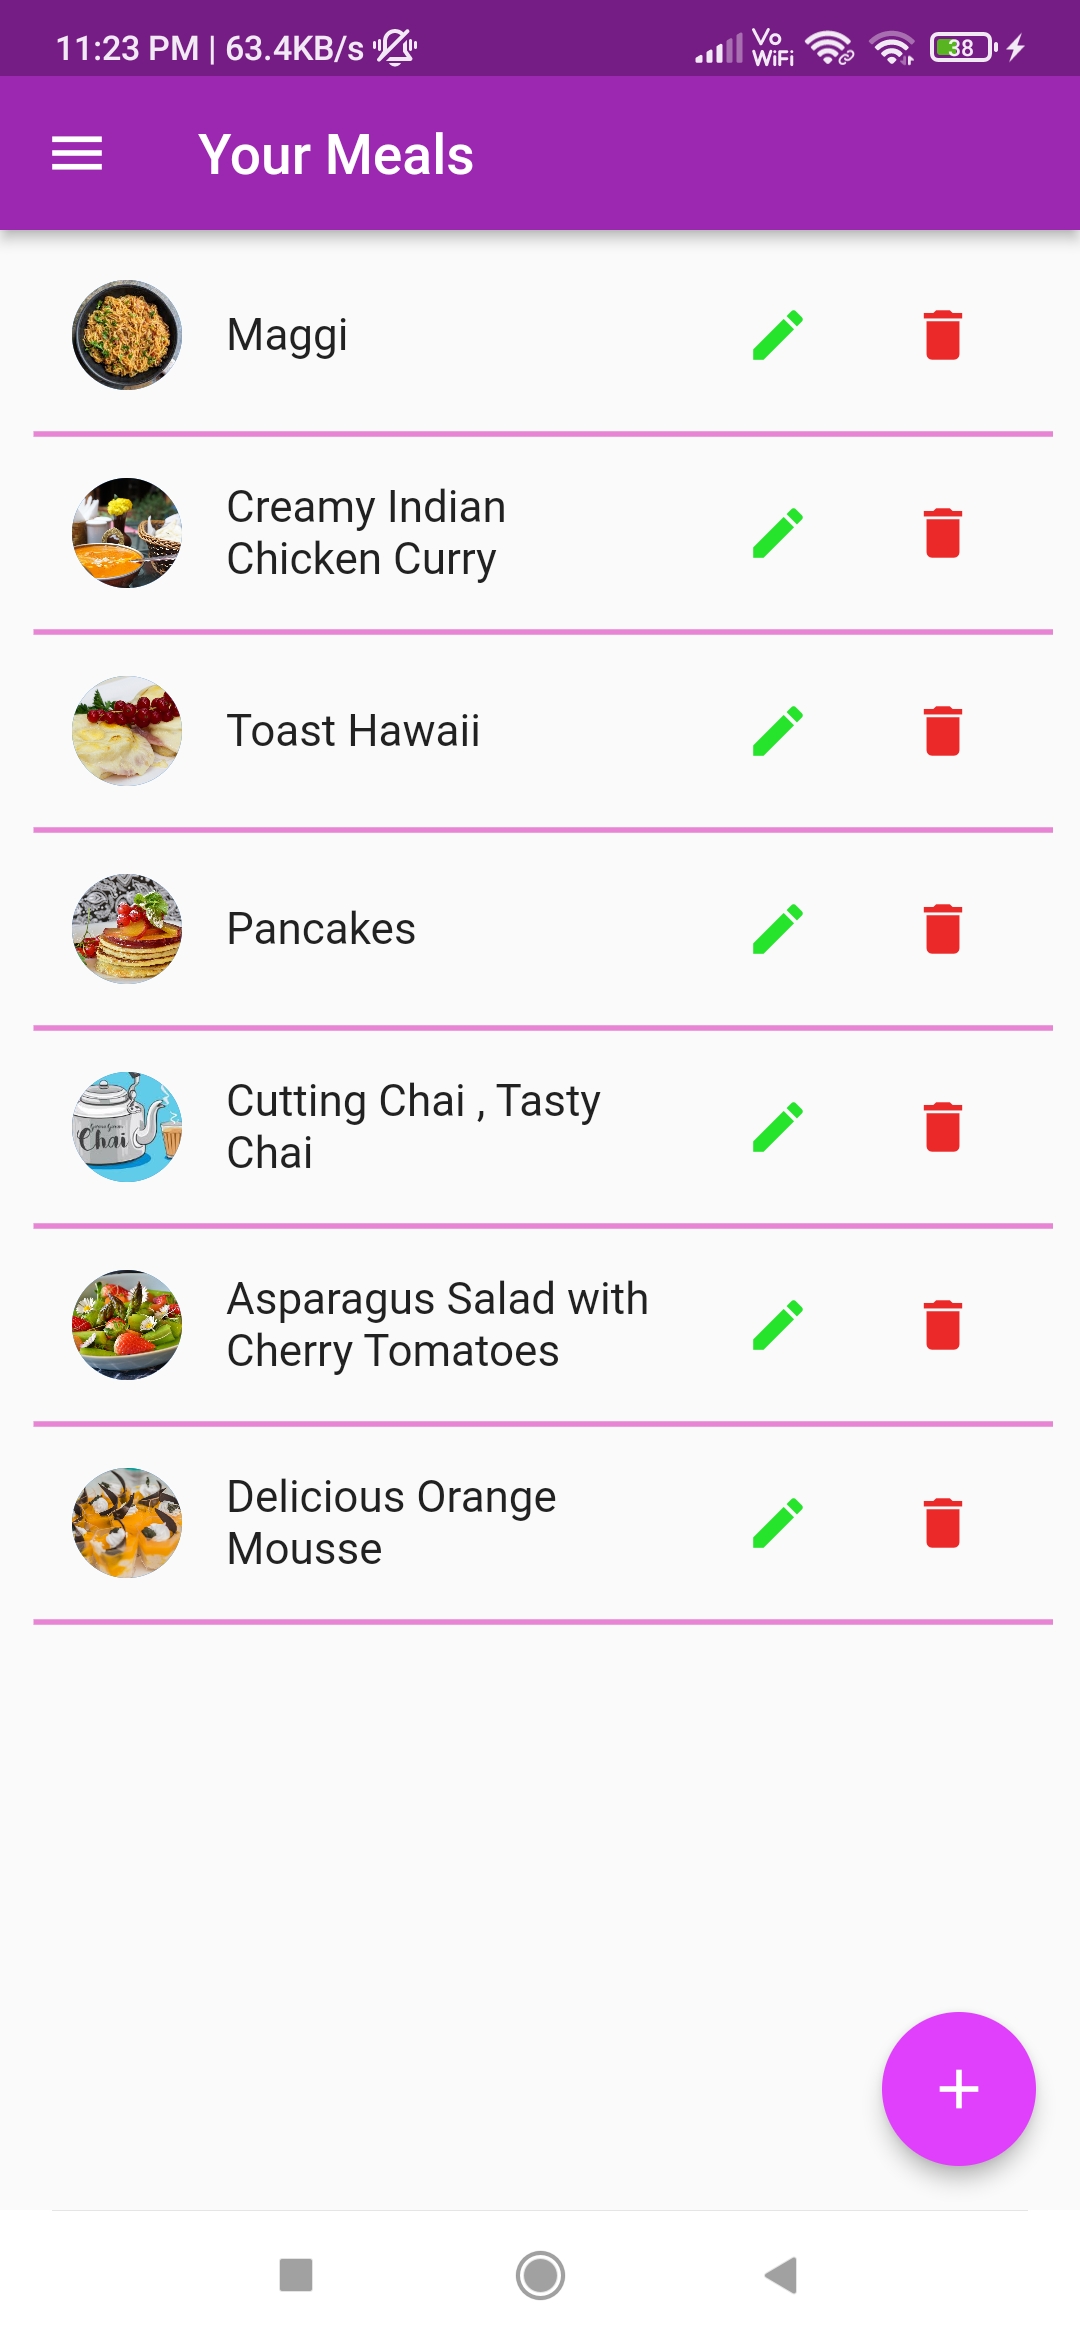 11:23 PM | 63.4KB/s
Vo
WiFi
38
Your Meals
Maggi
Creamy Indian
Chicken Curry
Toast Hawaii
Pancakes
Chai
Cutting Chai , Tasty
Chai
Asparagus Salad with
Cherry Tomatoes
Delicious Orange
Mousse